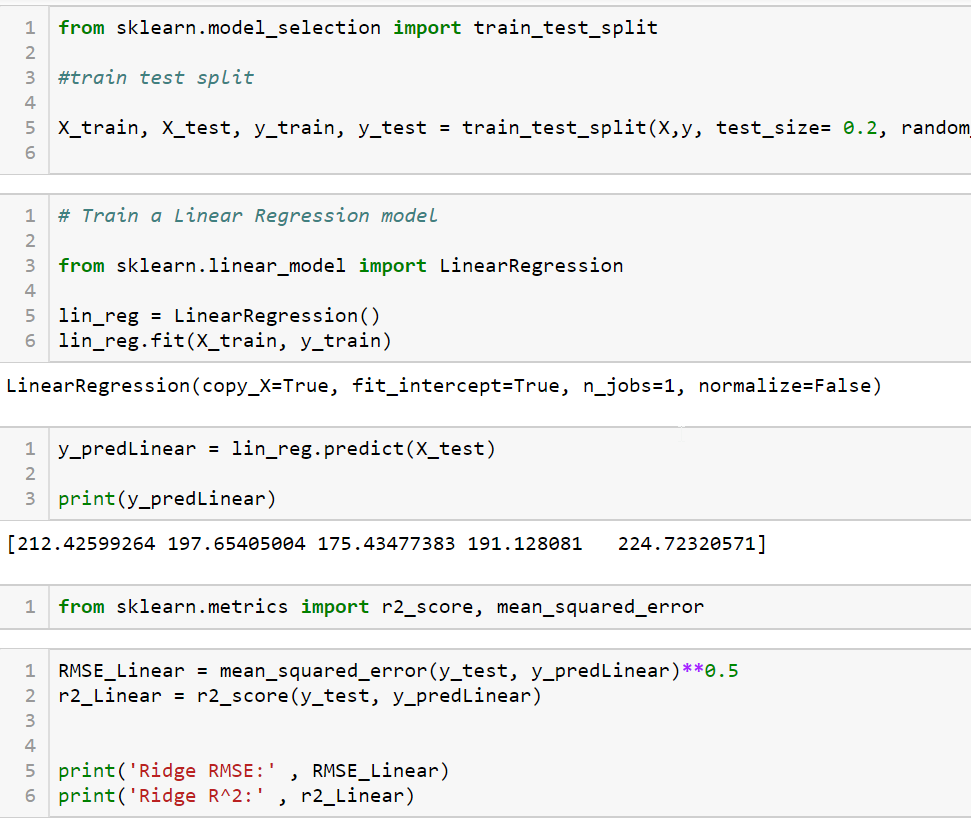 1 from sklearn.model_selection import train_test_split
2
3 #train test split
4
5 X_train, X_test, y_train, y_test = train_test_split(X,y, test_size= 0.2, random_
6
1 # Train a Linear Regression model
2
3 from sklearn.linear_model import LinearRegression
4
5 lin_reg = LinearRegression()
6 lin_reg.fit(X_train, y_train)
LinearRegression(copy_X=True, fit_intercept=True, n_jobs=1, normalize=False)
1 y_predLinear = lin_reg.predict(X_test)
2
3 print(y_predLinear)
[212.42599264 197.65405004 175.43477383 191.128081   224.72320571]
1 from sklearn.metrics import r2_score, mean_squared_error
1 RMSE_Linear = mean_squared_error(y_test, y_predLinear)**0.5
2 r2_Linear = r2_score(y_test, y_predLinear)
3
4
5 print('Ridge RMSE:' , RMSE_Linear)
6 print('Ridge R^2:' , r2_Linear)